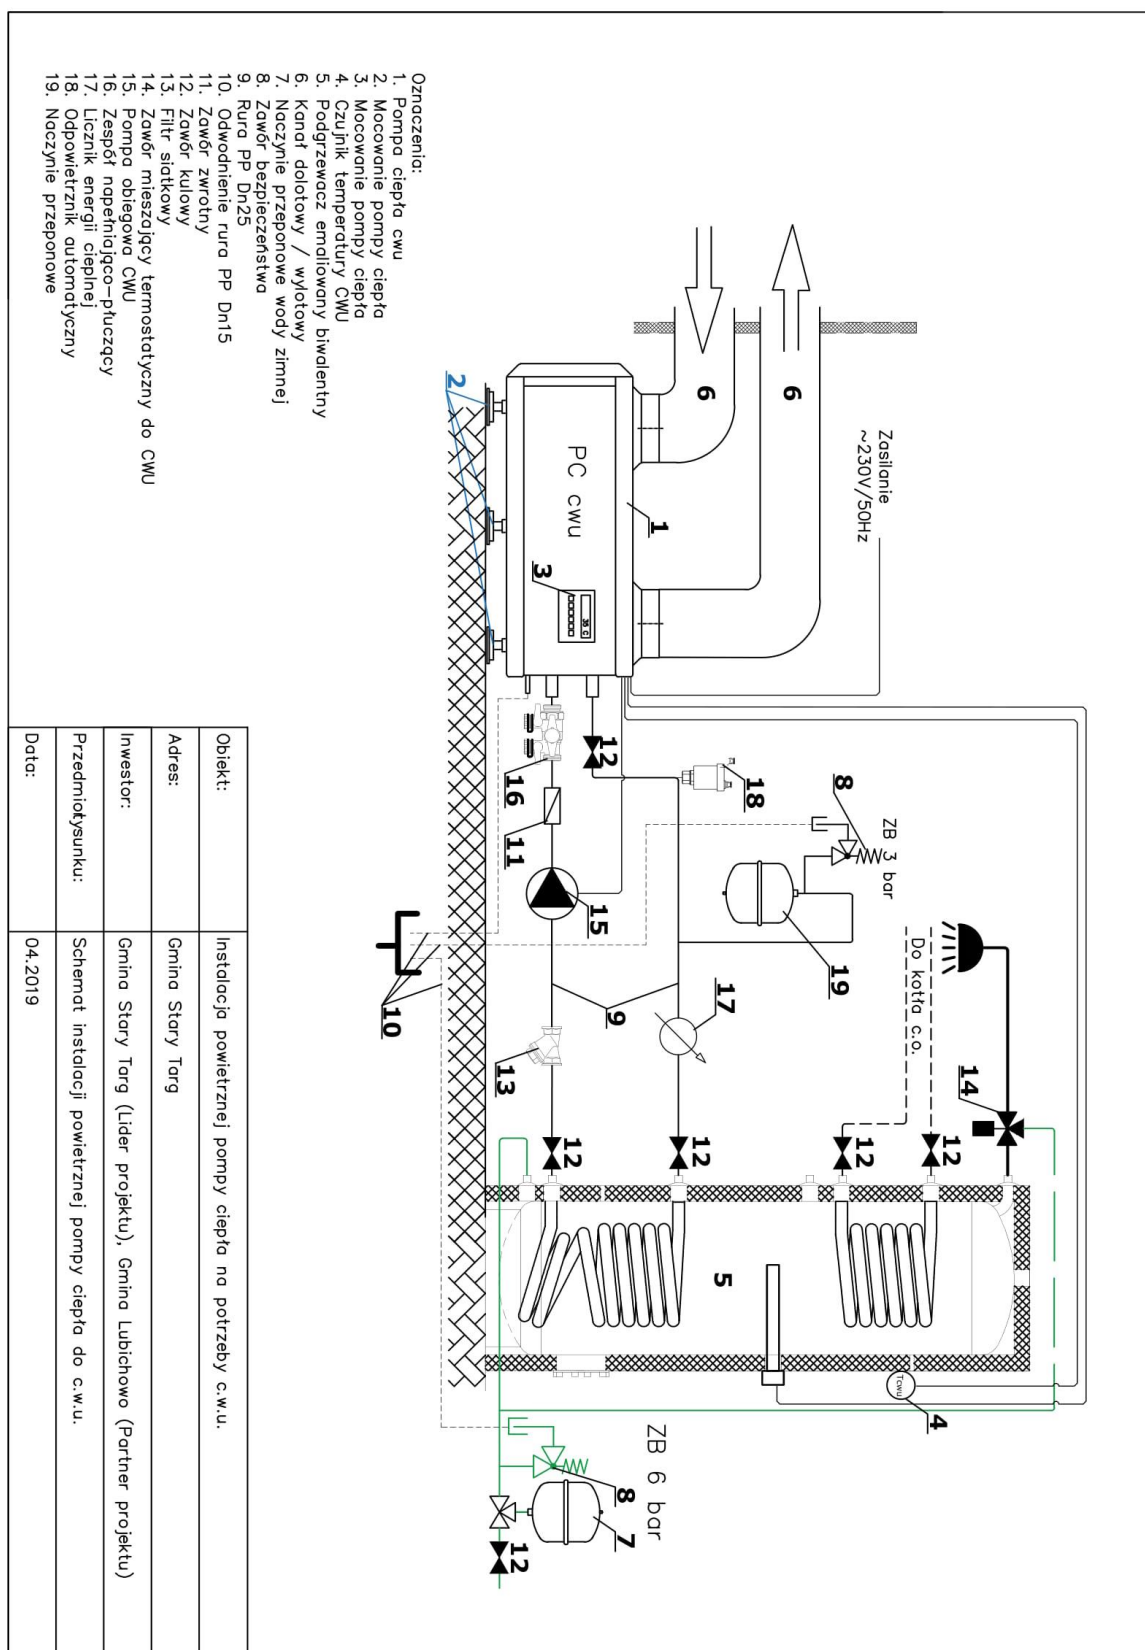 Zasilanie
~230V/50Hz
6
6
1
PC cwu
3
36 C
2
12
16
11
18
8
ZB 3 bar
15
19
10
9
17
13
Do kotła c.o.
14
12
12
12
12
5
Tcwu
4
ZB 6 bar
8
7
12
Oznaczenia:
1. Pompa ciepła cwu
2. Mocowanie pompy ciepła
3. Mocowanie pompy ciepła
4. Czujnik temperatury CWU
5. Podgrzewacz emaliowany biwalentny
6. Kanał dolotowy / wylotowy
7. Naczynie przeponowe wody zimnej
8. Zawór bezpieczeństwa
9. Rura PP Dn25
10. Odwodnienie rura PP Dn15
11. Zawór zwrotny
12. Zawór kulowy
13. Filtr siatkowy
14. Zawór mieszający termostatyczny do CWU
15. Pompa obiegowa CWU
16. Zespół napełniająco-płuczący
17. Licznik energii cieplnej
18. Odpowietrznik automatyczny
19. Naczynie przeponowe
Obiekt: Instalacja powietrznej pompy ciepła na potrzeby c.w.u.
Adres: Gmina Stary Targ
Inwestor: Gmina Stary Targ (Lider projektu), Gmina Lubichowo (Partner projektu)
Schemat instalacji powietrznej pompy ciepła do c.w.u.
Data: 04.2019